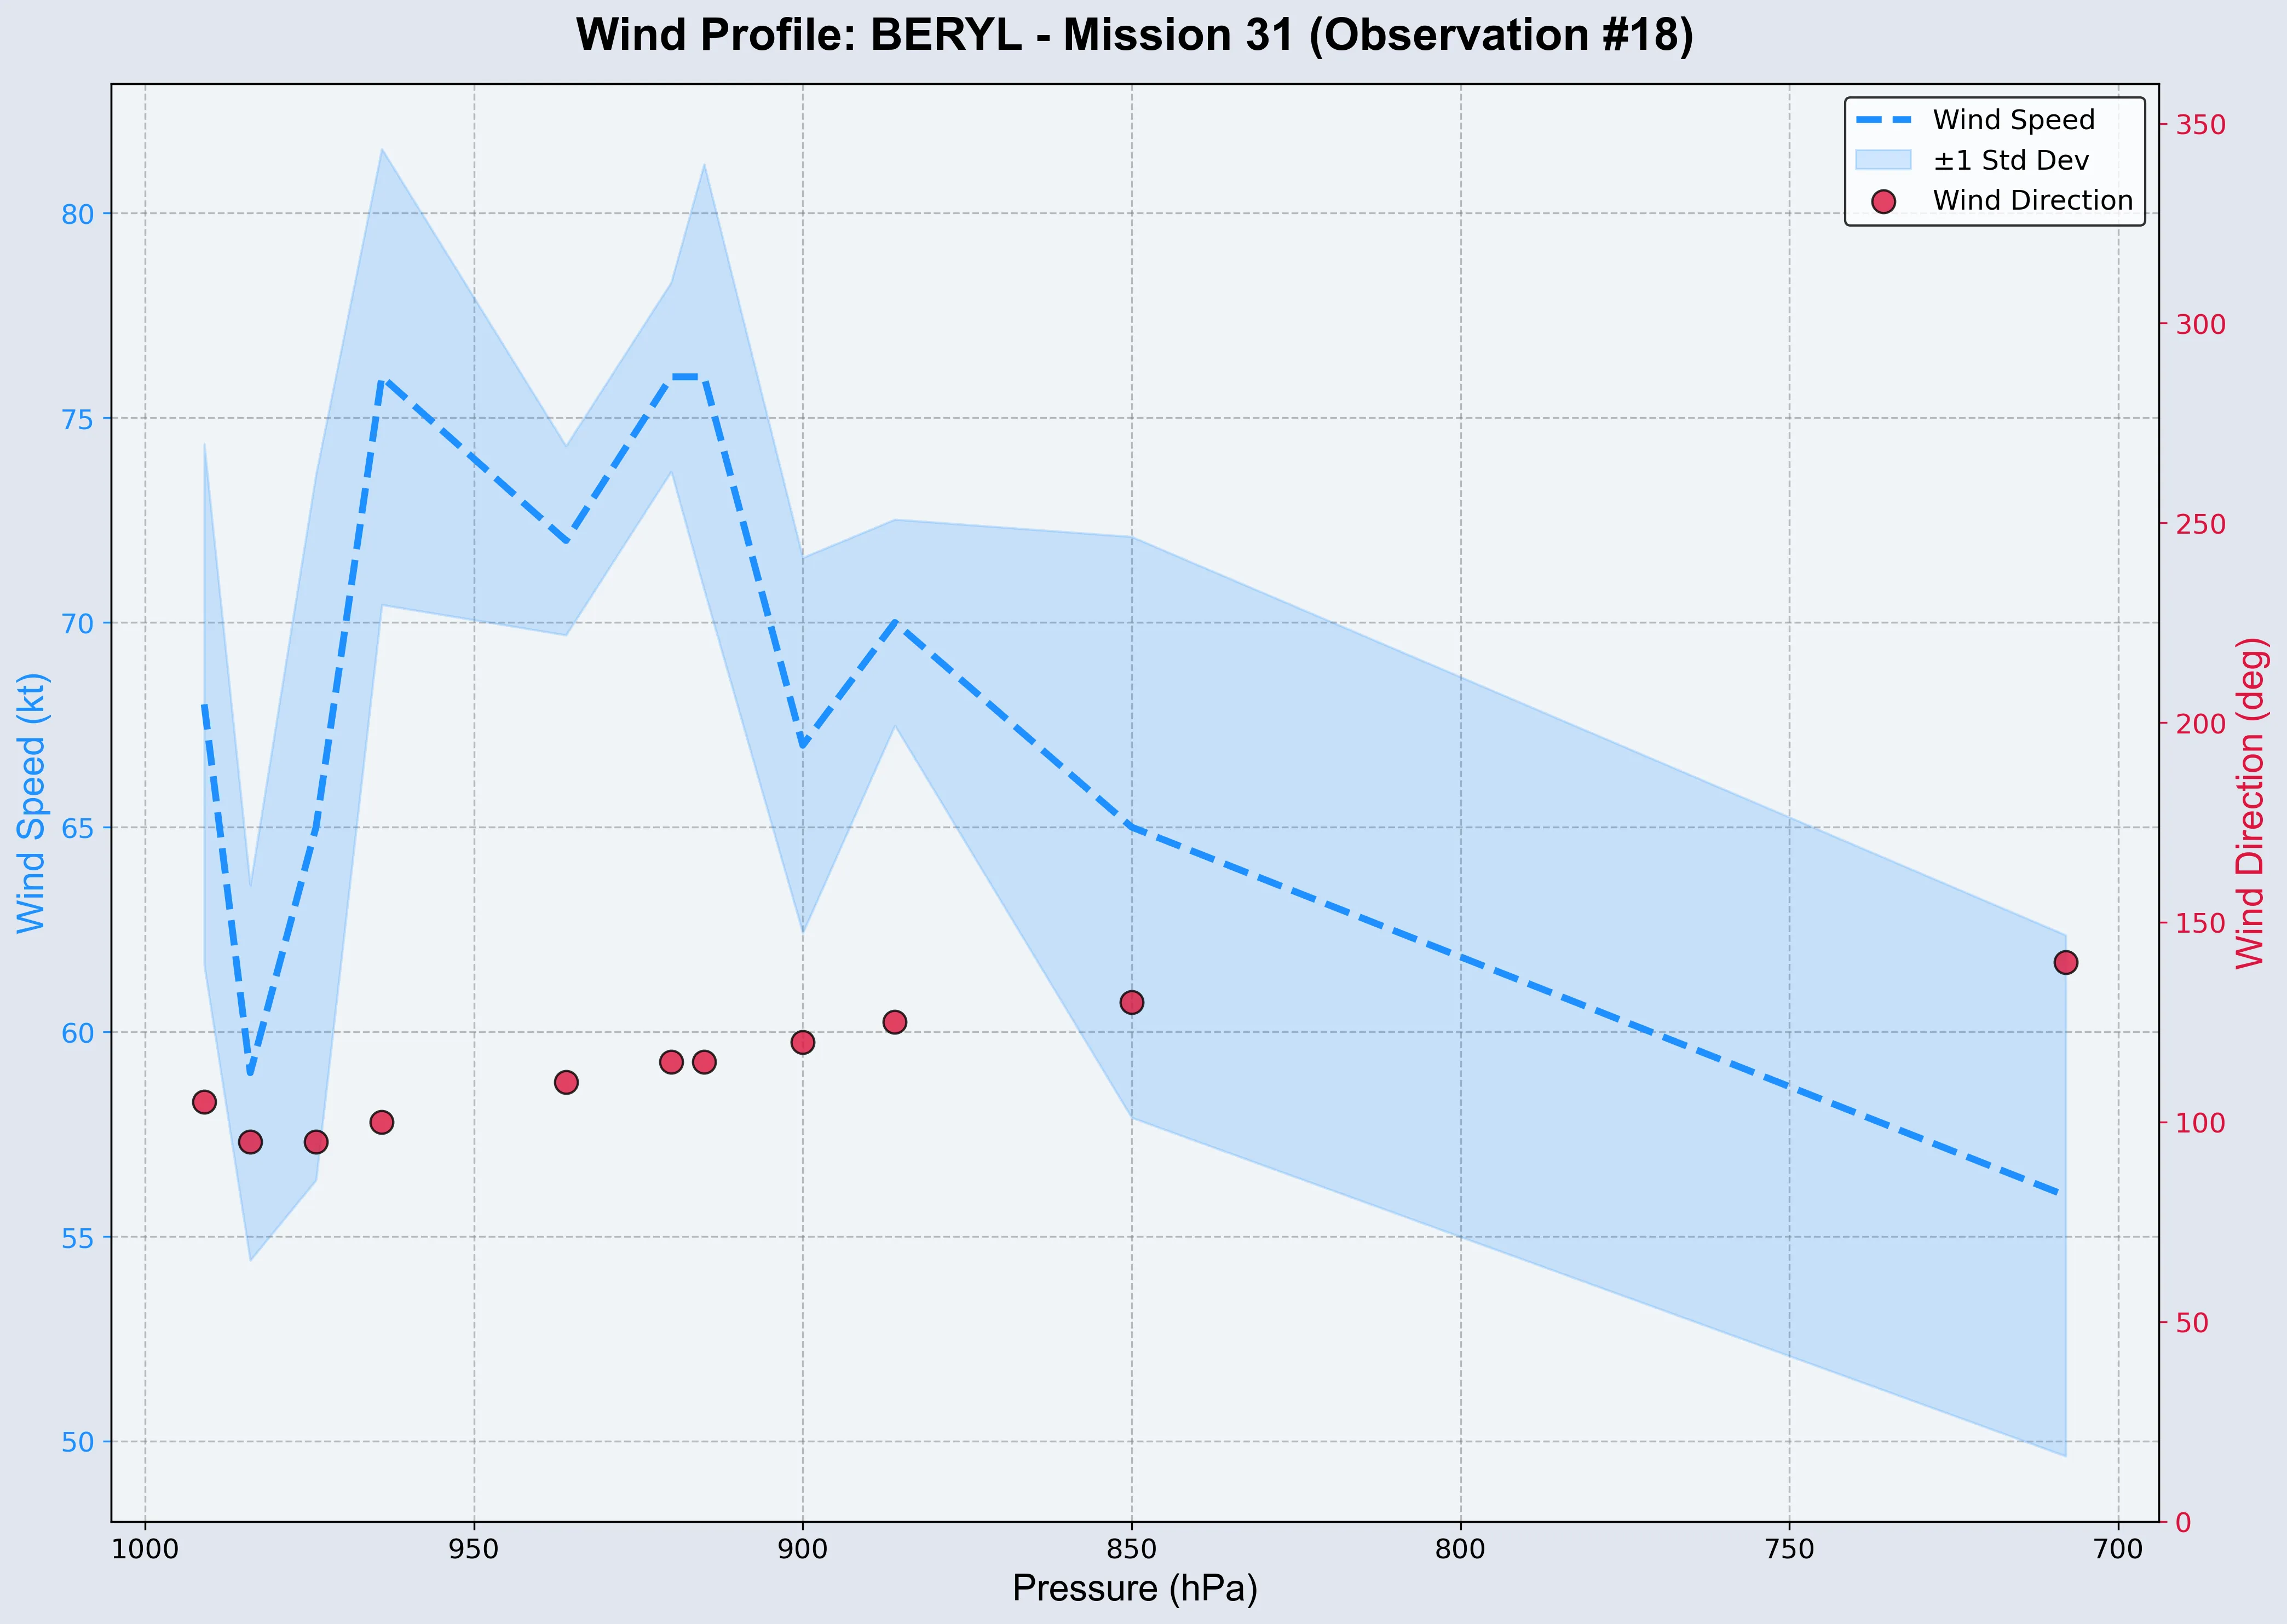 Wind Profile: BERYL - Mission 31 (Observation #18)
Wind Speed
±1 Std Dev
Wind Direction
Wind Speed (kt)
80
75
70
65
60
55
50
350
300
250
200
150
100
50
0
Wind Direction (deg)
1000 950 900 850 800 750 700
Pressure (hPa)